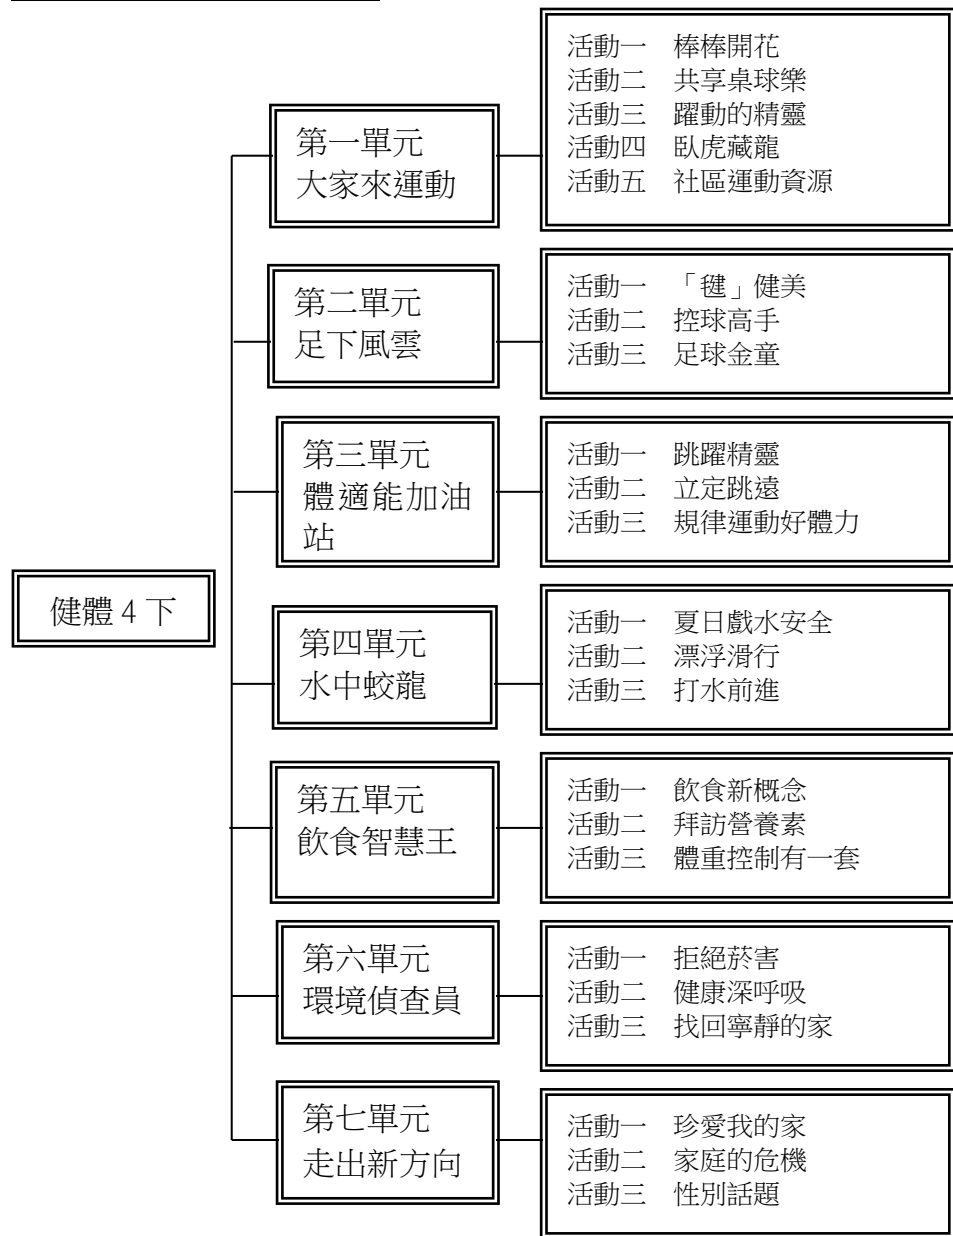 健體4下
第一單元
大家來運動
活動一 棒棒開花
活動二 共享桌球樂
活動三 躍動的精靈
活動四 臥虎藏龍
活動五 社區運動資源
第二單元
足下風雲
活動一 「毽」健美
活動二 控球高手
活動三 足球金童
第三單元
體適能加油
站
活動一 跳躍精靈
活動二 立定跳遠
活動三 規律運動好體力
第四單元
水中蛟龍
活動一 夏日戲水安全
活動二 漂浮滑行
活動三 打水前進
第五單元
飲食智慧王
活動一 飲食新概念
活動二 拜訪營養素
活動三 體重控制有一套
第六單元
環境偵查員
活動一 拒絕菸害
活動二 健康深呼吸
活動三 找回寧靜的家
第七單元
走出新方向
活動一 珍愛我的家
活動二 家庭的危機
活動三 性別話題